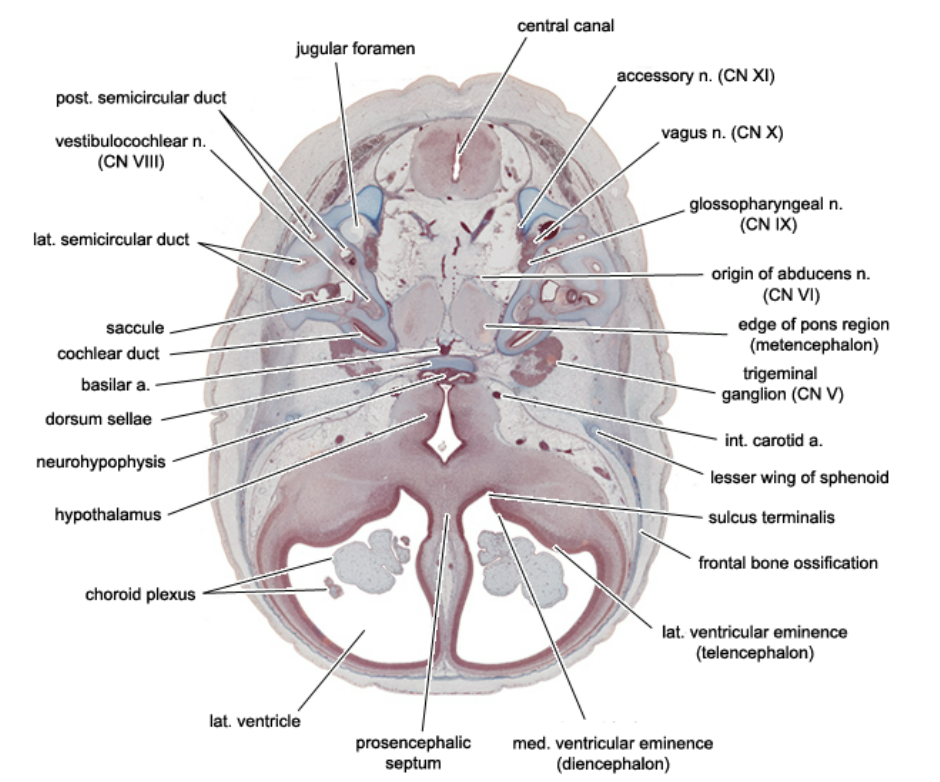 central canal
jugular foramen
accessory n. (CN XI)
post. semicircular duct
vagus n. (CN X)
vestibulocochlear n.
(CN VIII)
glossopharyngeal n.
(CN IX)
lat. semicircular duct
origin of abducens n.
(CN VI)
saccule
edge of pons region
(metencephalon)
cochlear duct
trigeminal
ganglion (CN V)
basilar a.
dorsum sellae
int. carotid a.
neurohypophysis
lesser wing of sphenoid
hypothalamus
sulcus terminalis
frontal bone ossification
choroid plexus
lat. ventricular eminence
(telencephalon)
lat. ventricle
prosencephalic
septum
med. ventricular eminence
(diencephalon)